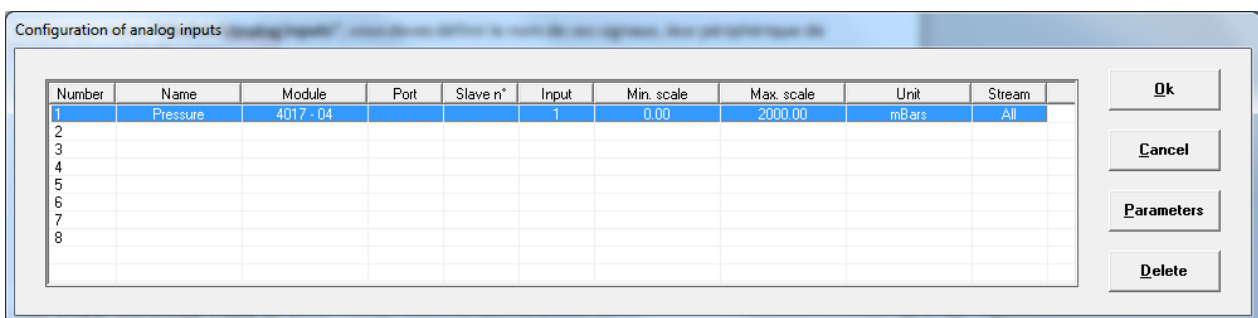 Configuration of analog inputs
Number Name Module Port Slave n° Input Min. scale Max. scale Unit Stream
1 Pressure 4017 - 04 1 0.00 2000.00 mBars All
2
3
4
5
6
7
8
Ok
Cancel
Parameters
Delete